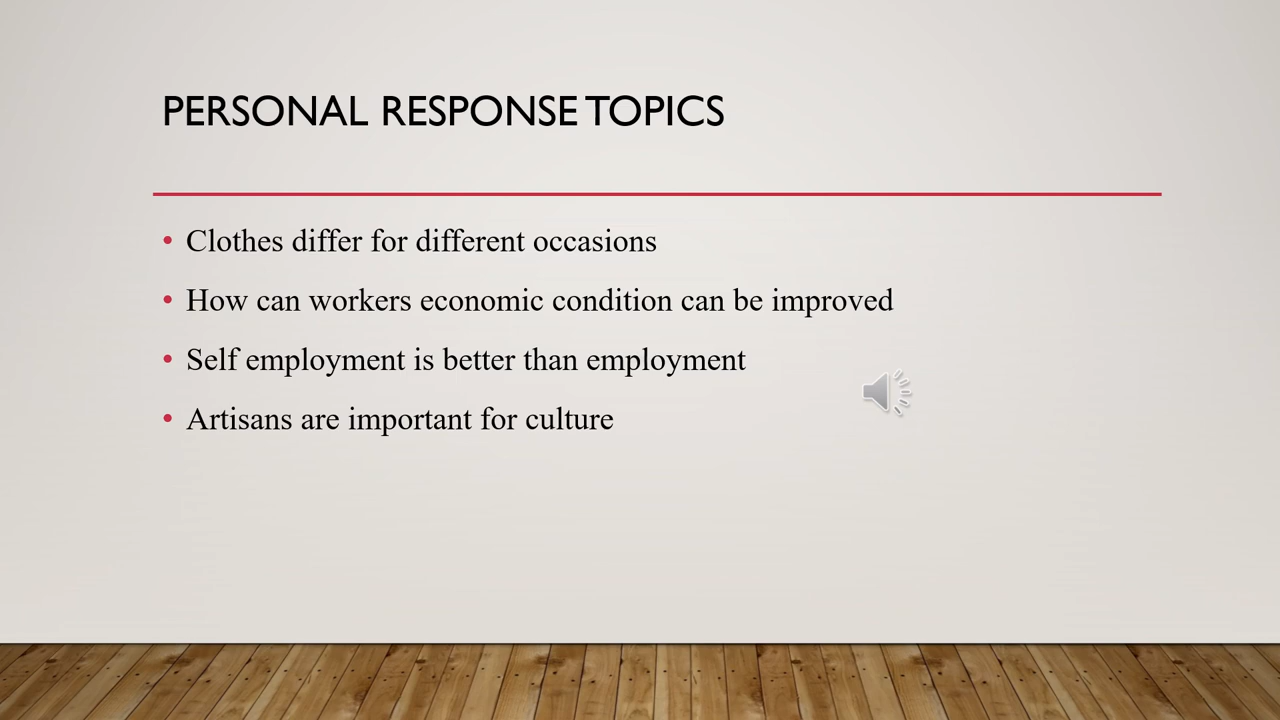 PERSONAL RESPONSE TOPICS
• Clothes differ for different occasions
• How can workers economic condition can be improved
• Self employment is better than employment
• Artisans are important for culture